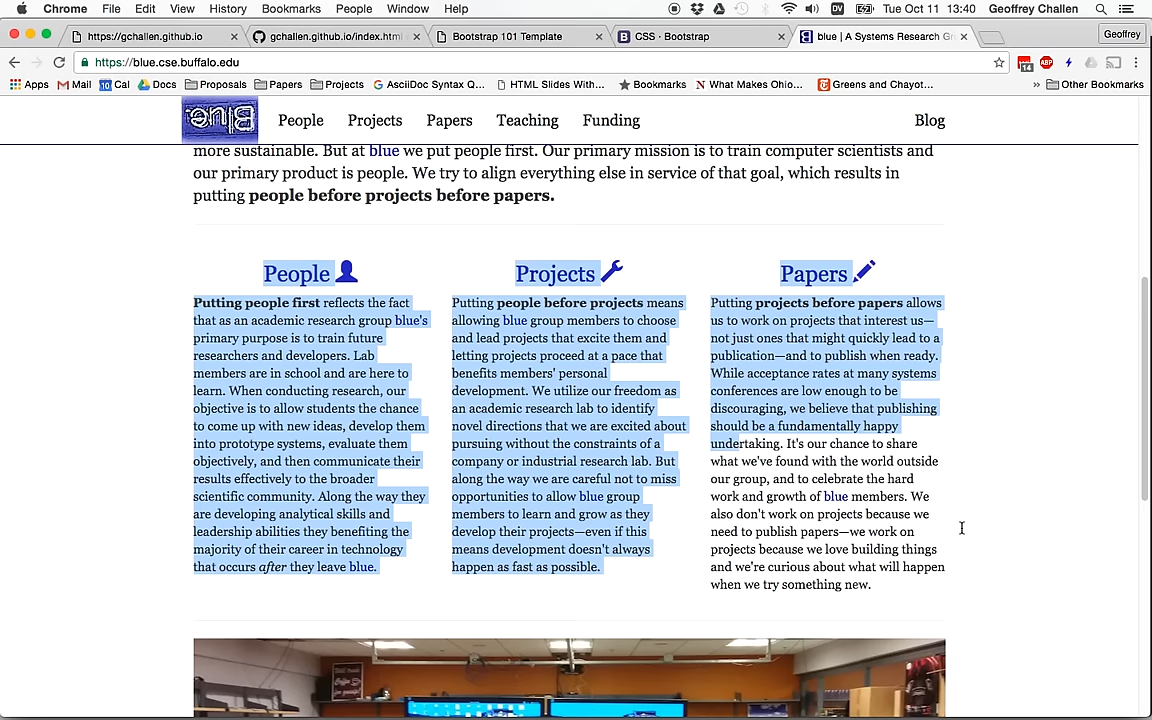 Chrome File Edit View History Bookmarks People Window Help Tue Oct 11 13:40 Geoffrey Challen
https://gchallen.github.io gchallen.github.io/index.html Bootstrap 101 Template CSS · Bootstrap blue | A Systems Research Gr Geoffrey
https://blue.cse.buffalo.edu 14 ABP
Apps Mail Cal Docs Proposals Papers Projects AsciiDoc Syntax Q... HTML Slides With... Bookmarks What Makes Ohio... Greens and Chayot... » Other Bookmarks
Blue People Projects Papers Teaching Funding Blog
more sustainable. But at blue we put people first. Our primary mission is to train computer scientists and
our primary product is people. We try to align everything else in service of that goal, which results in
putting people before projects before papers.
People
Putting people first reflects the fact
that as an academic research group blue's
primary purpose is to train future
researchers and developers. Lab
members are in school and are here to
learn. When conducting research, our
objective is to allow students the chance
to come up with new ideas, develop them
into prototype systems, evaluate them
objectively, and then communicate their
results effectively to the broader
scientific community. Along the way they
are developing analytical skills and
leadership abilities they benefiting the
majority of their career in technology
that occurs after they leave blue.
Projects
Putting people before projects means
allowing blue group members to choose
and lead projects that excite them and
letting projects proceed at a pace that
benefits members' personal
development. We utilize our freedom as
an academic research lab to identify
novel directions that we are excited about
pursuing without the constraints of a
company or industrial research lab. But
along the way we are careful not to miss
opportunities to allow blue group
members to learn and grow as they
develop their projects—even if this
means development doesn't always
happen as fast as possible.
Papers
Putting projects before papers allows
us to work on projects that interest us—
not just ones that might quickly lead to a
publication—and to publish when ready.
While acceptance rates at many systems
conferences are low enough to be
discouraging, we believe that publishing
should be a fundamentally happy
undertaking. It's our chance to share
what we've found with the world outside
our group, and to celebrate the hard
work and growth of blue members. We
also don't work on projects because we
need to publish papers—we work on
projects because we love building things
and we're curious about what will happen
when we try something new.